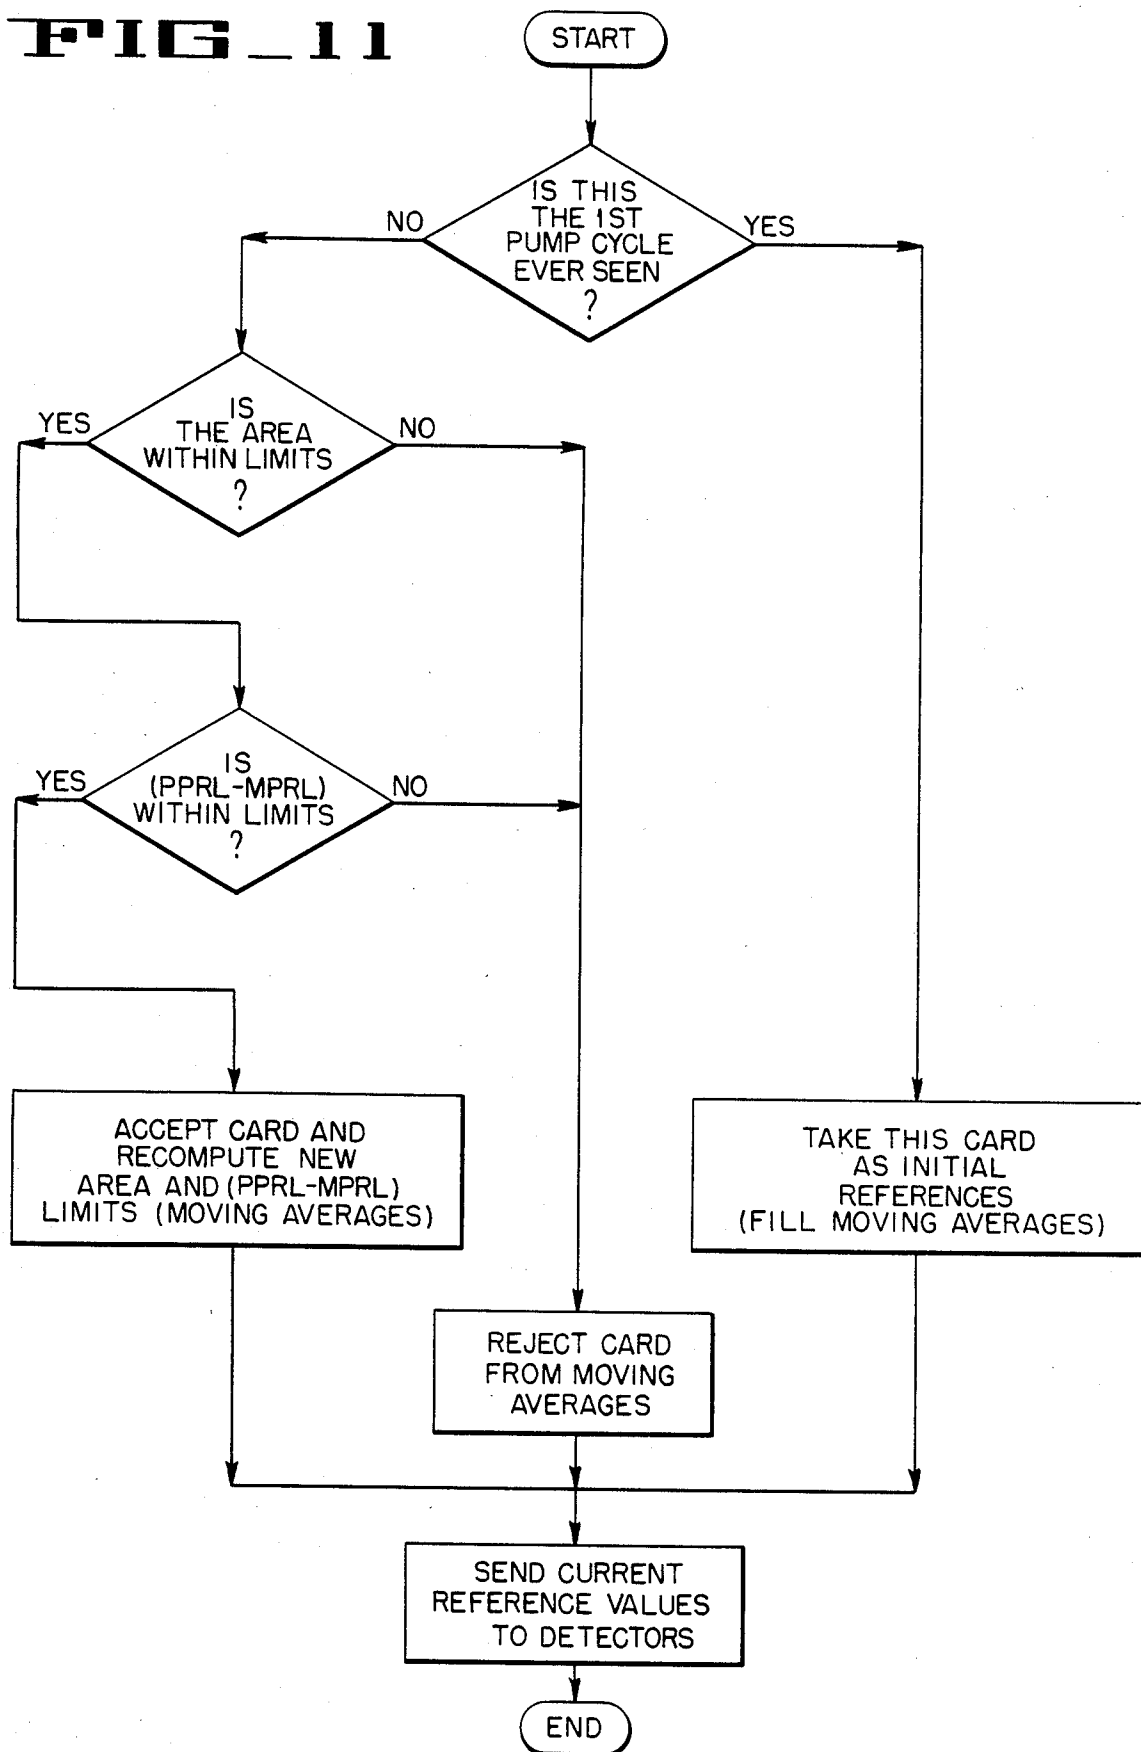 FIG_11
START
IS THIS
THE 1ST
PUMP CYCLE
EVER SEEN
?
NO
YES
IS
THE AREA
WITHIN LIMITS
?
YES
NO
IS
(PPRL-MPRL)
WITHIN LIMITS
?
YES
NO
ACCEPT CARD AND
RECOMPUTE NEW
AREA AND (PPRL-MPRL)
LIMITS (MOVING AVERAGES)
TAKE THIS CARD
AS INITIAL
REFERENCES
(FILL MOVING AVERAGES)
REJECT CARD
FROM MOVING
AVERAGES
SEND CURRENT
REFERENCE VALUES
TO DETECTORS
END